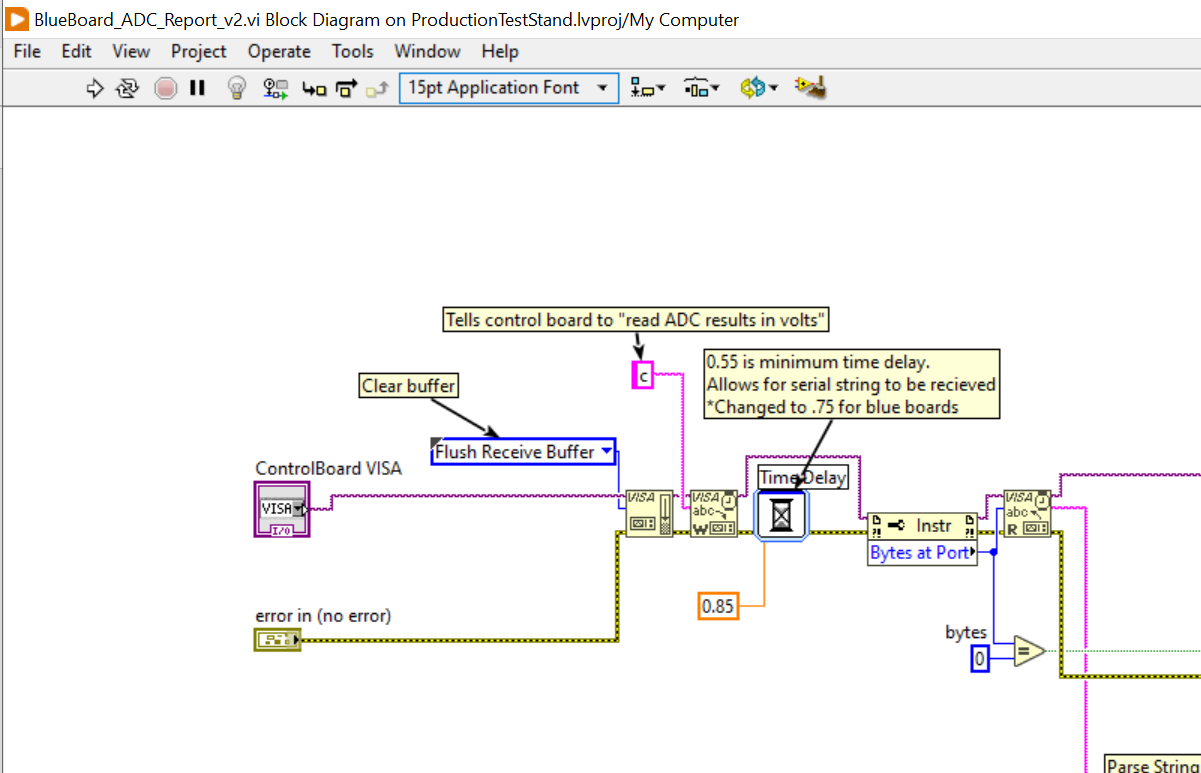 BlueBoard_ADC_Report_v2.vi Block Diagram on ProductionTestStand.lvproj/My Computer
File Edit View Project Operate Tools Window Help
15pt Application Font
Tells control board to "read ADC results in volts"
c
0.55 is minimum time delay.
Allows for serial string to be recieved
*Changed to .75 for blue boards
Clear buffer
Flush Receive Buffer
ControlBoard VISA
VISA
I/O
VISA
VISA
abc
W
Time Delay
Instr
Bytes at Port
VISA
abc
R
0.85
error in (no error)
bytes
0
=
Parse String